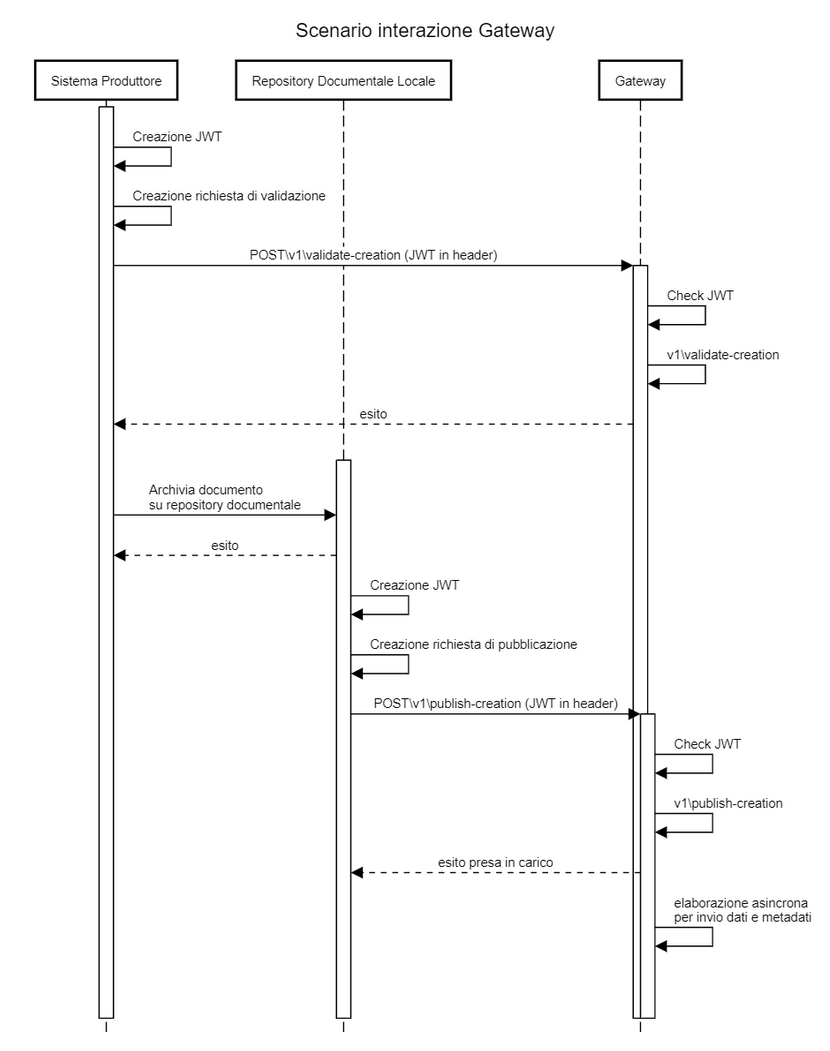 Scenario interazione Gateway
Sistema Produttore
Repository Documentale Locale
Gateway
Creazione JWT
Creazione richiesta di validazione
POST\v1\validate-creation (JWT in header)
Check JWT
v1\validate-creation
esito
Archivia documento
su repository documentale
esito
Creazione JWT
Creazione richiesta di pubblicazione
POST\v1\publish-creation (JWT in header)
Check JWT
v1\publish-creation
esito presa in carico
elaborazione asincrona
per invio dati e metadati